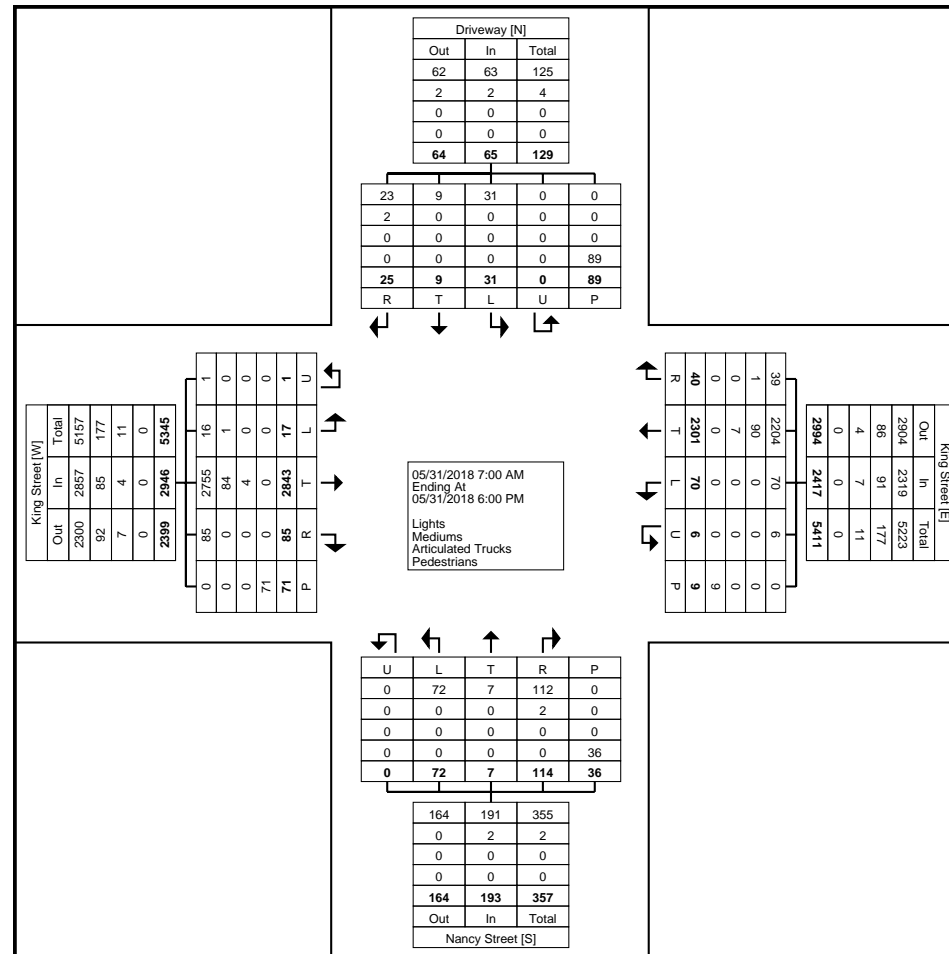 Driveway [N]
Out In Total
62 63 125
2 2 4
0 0 0
0 0 0
64 65 129
23 9 31 0 0
2 0 0 0 0
0 0 0 0 0
0 0 0 0 89
25 9 31 0 89
R T L U P
King Street [W]
Total 5157 177 11 0 5345
In 2857 85 4 0 2946
Out 2300 92 7 0 2399
1 0 0 0 1 U
16 1 0 0 17 L
2755 84 4 0 2843 T
85 0 0 0 85 R
0 0 0 71 71 P
05/31/2018 7:00 AM
Ending At
05/31/2018 6:00 PM
Lights
Mediums
Articulated Trucks
Pedestrians
R 40 0 0 1 39
T 2301 0 7 90 2204
L 70 0 0 0 70
U 6 0 0 0 6
P 9 9 0 0 0
King Street [E]
2994 0 4 86 2904 Out
2417 0 7 91 2319 In
5411 0 11 177 5223 Total
U L T R P
0 72 7 112 0
0 0 0 2 0
0 0 0 0 0
0 0 0 0 36
0 72 7 114 36
164 191 355
0 2 2
0 0 0
0 0 0
164 193 357
Out In Total
Nancy Street [S]